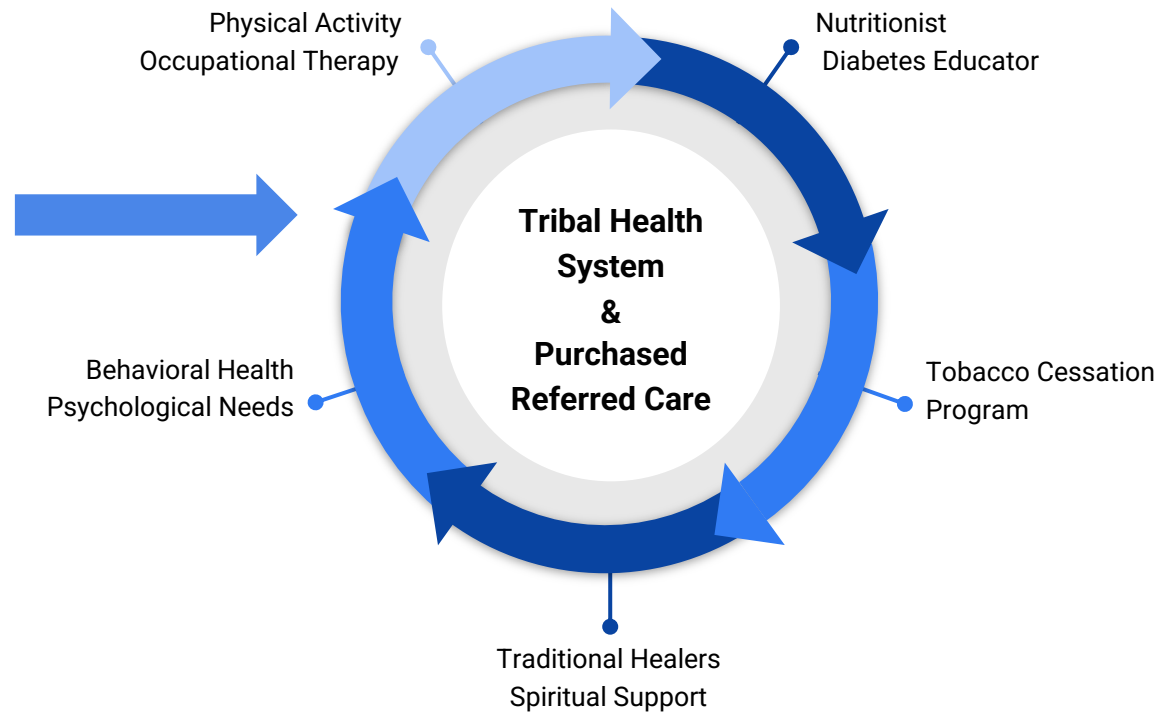 Physical Activity
Occupational Therapy
Nutritionist
Diabetes Educator
Tribal Health
System
&
Purchased
Referred Care
Behavioral Health
Psychological Needs
Tobacco Cessation
Program
Traditional Healers
Spiritual Support